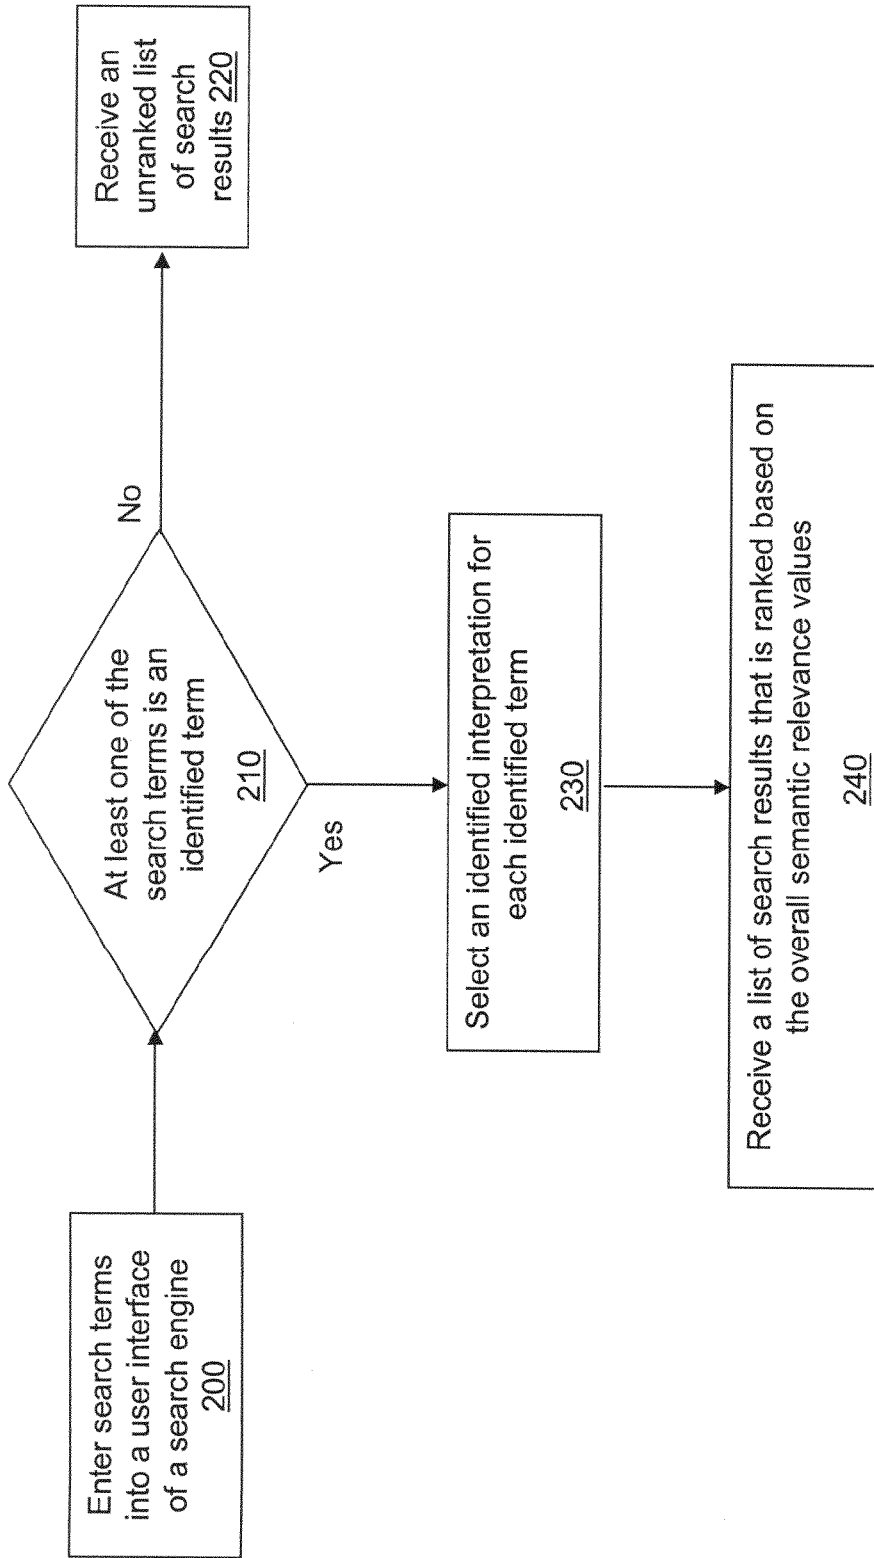 Enter search terms
into a user interface
of a search engine
200
At least one of the
search terms is an
identified term
210
No
Receive an
unranked list
of search
results 220
Yes
Select an identified interpretation for
each identified term
230
Receive a list of search results that is ranked based on
the overall semantic relevance values
240